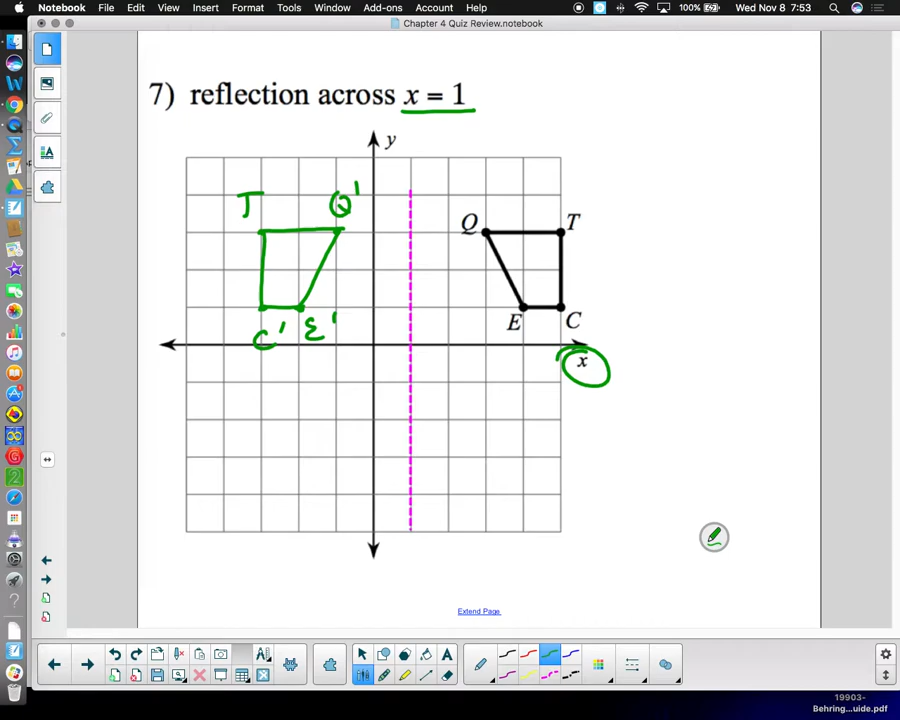 Notebook File Edit View Insert Format Tools Window Add-ons Account Help 100% Wed Nov 8 7:53
Chapter 4 Quiz Review.notebook
7) reflection across x = 1
y
T Q' Q T
C' E' E C
x
Extend Page
19903-
Behring...uide.pdf